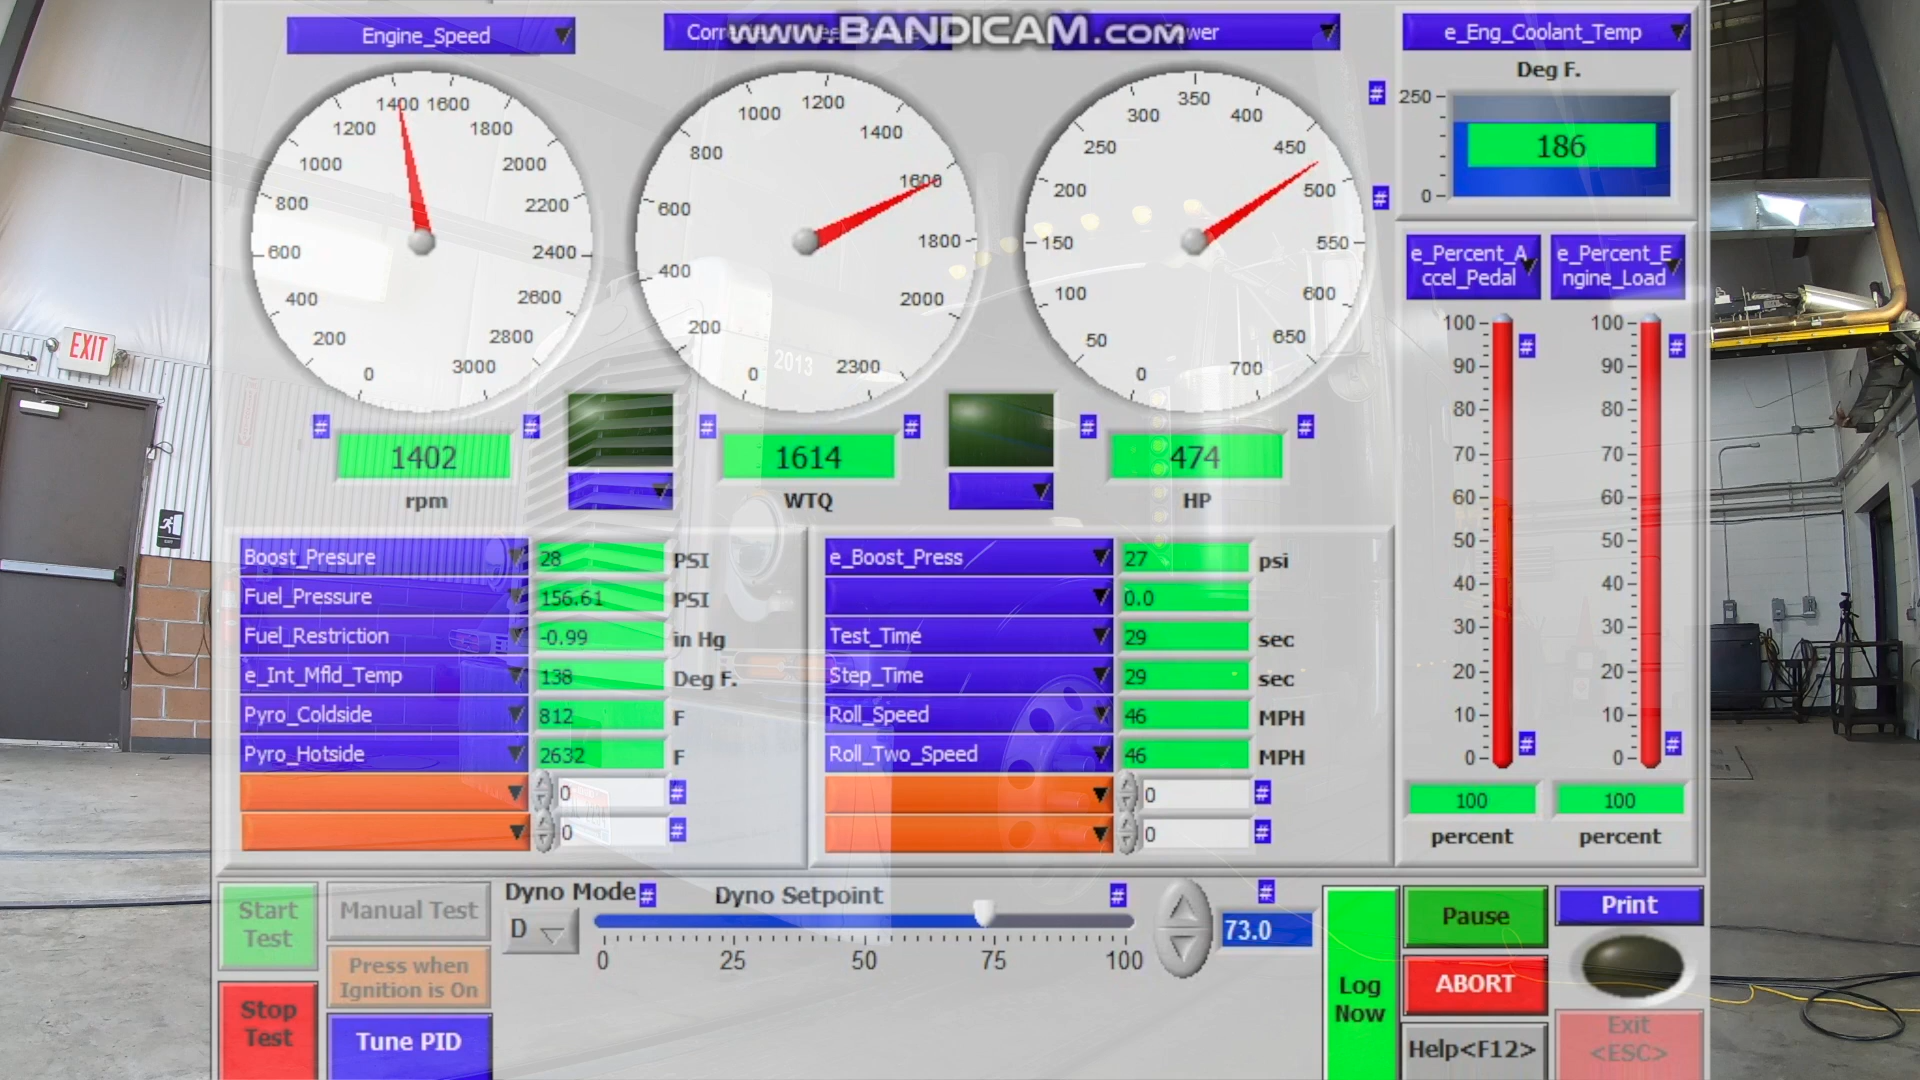 www.BANDICAM.com
Engine_Speed
e_Eng_Coolant_Temp
Deg F.
250
186
0
0 200 400 600 800 1000 1200 1400 1600 1800 2000 2200 2400 2600 2800 3000
0 200 400 600 800 1000 1200 1400 1600 1800 2000 2300
0 50 100 150 200 250 300 350 400 450 500 550 600 650 700
#
#
# # # # # #
1402
rpm
1614
WTQ
474
HP
e_Percent_A
ccel_Pedal
e_Percent_E
ngine_Load
100 90 80 70 60 50 40 30 20 10 0
100 90 80 70 60 50 40 30 20 10 0
# #
# #
100
percent
100
percent
EXIT
2013
Boost_Presure 28 PSI
Fuel_Pressure 156.61 PSI
Fuel_Restriction -0.99 in Hg
e_Int_Mfld_Temp 138 Deg F.
Pyro_Coldside 812 F
Pyro_Hotside 2632 F
0 #
0 #
e_Boost_Press 27 psi
0.0
Test_Time 29 sec
Step_Time 29 sec
Roll_Speed 46 MPH
Roll_Two_Speed 46 MPH
0 #
0 #
Start
Test
Stop
Test
Manual Test
Press when
Ignition is On
Tune PID
Dyno Mode #
D
Dyno Setpoint #
0 25 50 75 100
#
73.0
Log
Now
Pause
ABORT
Help<F12>
Print
Exit
<ESC>